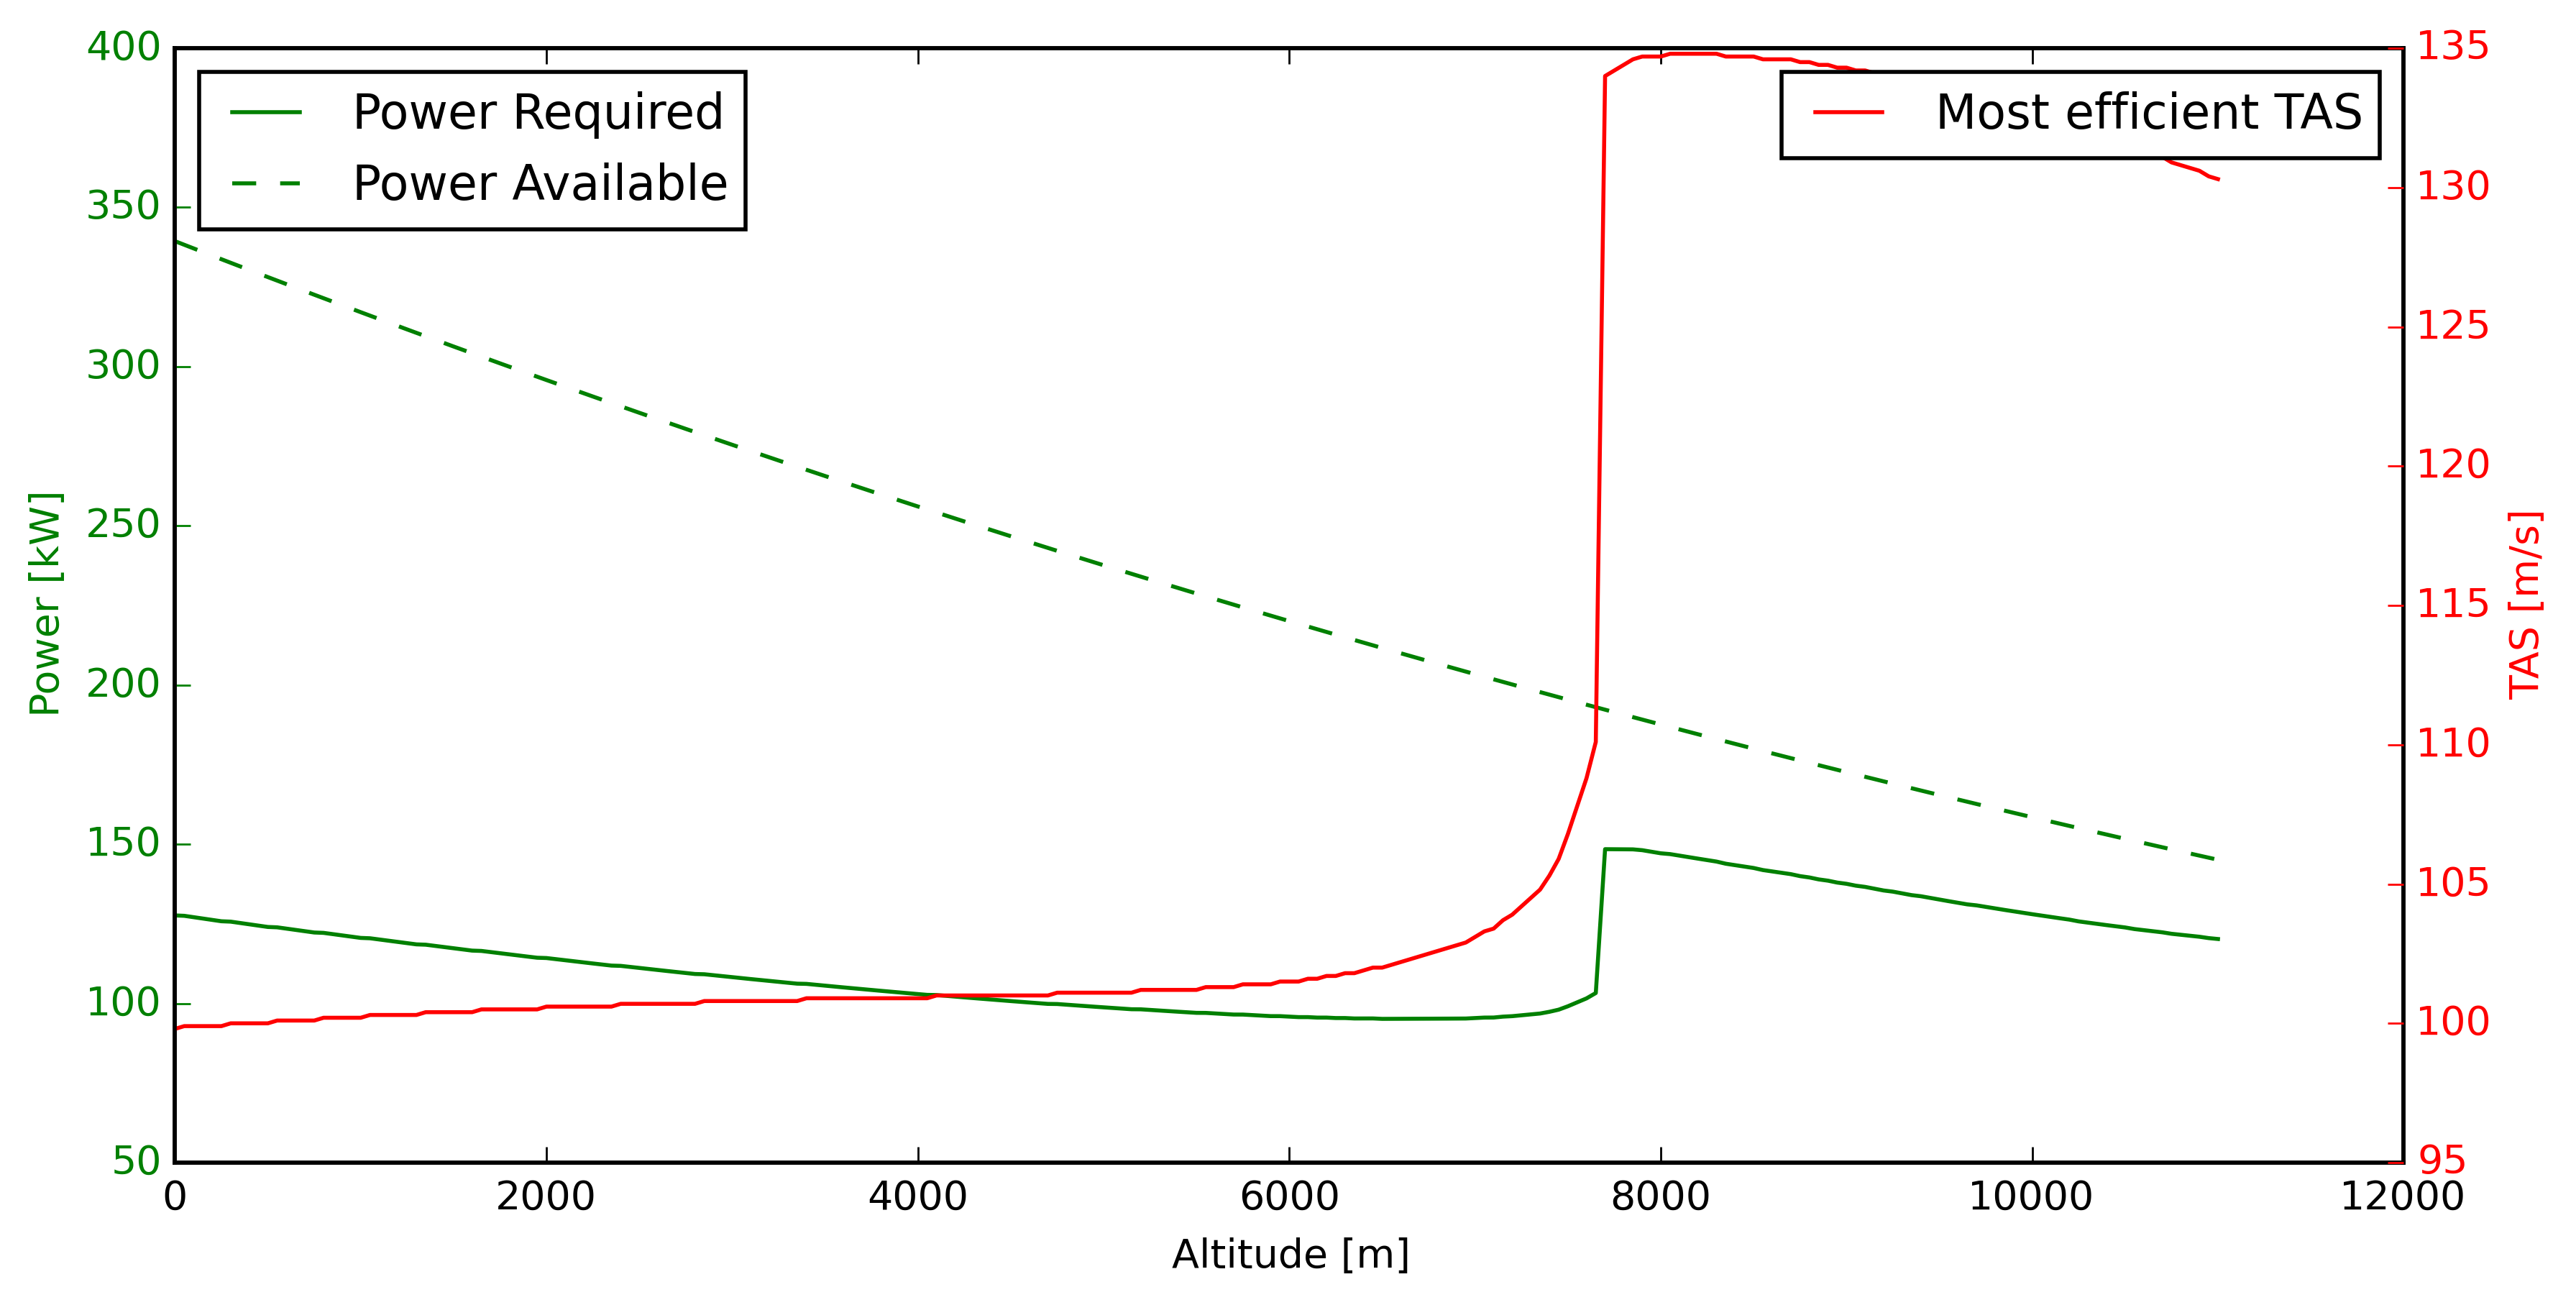 400
350
300
250
200
150
100
50
Power [kW]
Power Required
Power Available
Most efficient TAS
135
130
125
120
115
110
105
100
95
TAS [m/s]
0 2000 4000 6000 8000 10000 12000
Altitude [m]